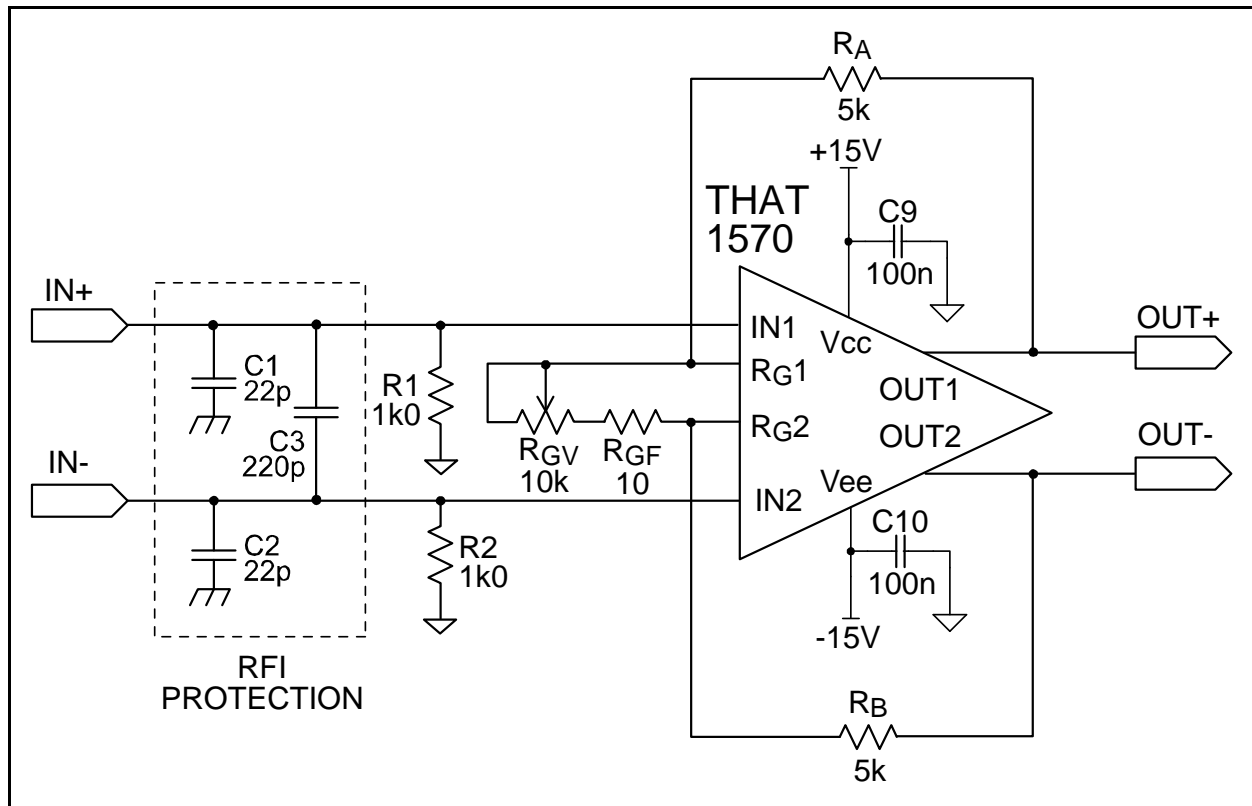 RA
5k
+15V
THAT
1570
C9
100n
IN+
IN1
Vcc
OUT+
C1
22p
R1
1k0
RG1
OUT1
C3
220p
RGV
10k
RGF
10
RG2
OUT2
OUT-
IN-
Vee
IN2
C2
22p
R2
1k0
C10
100n
-15V
RFI
PROTECTION
RB
5k